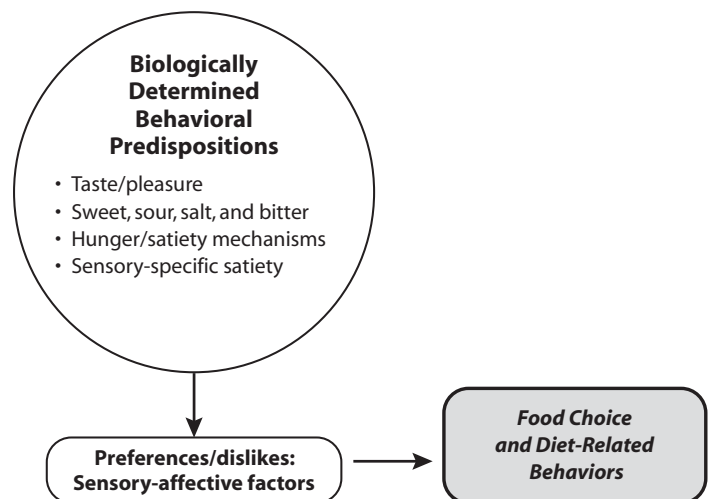 Biologically
Determined
Behavioral
Predispositions
• Taste/pleasure
• Sweet, sour, salt, and bitter
• Hunger/satiety mechanisms
• Sensory-specific satiety
Preferences/dislikes:
Sensory-affective factors
Food Choice
and Diet-Related
Behaviors